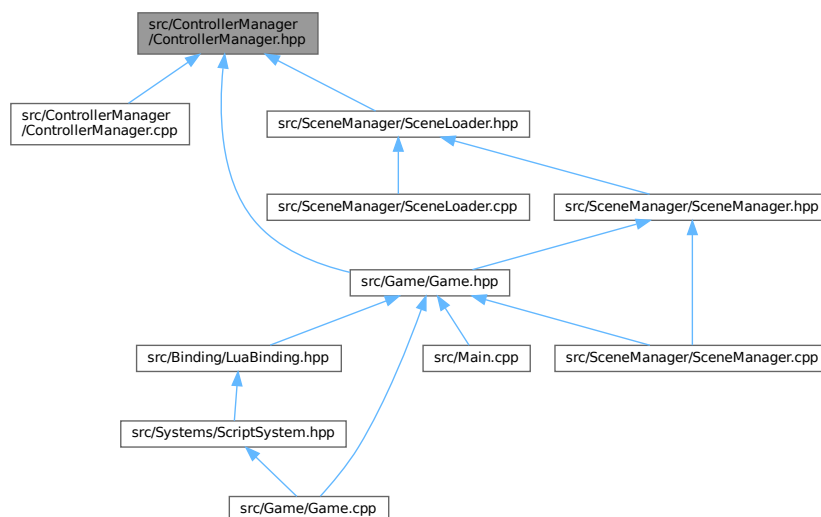 src/ControllerManager
/ControllerManager.hpp
src/ControllerManager
/ControllerManager.cpp
src/SceneManager/SceneLoader.hpp
src/SceneManager/SceneLoader.cpp
src/SceneManager/SceneManager.hpp
src/Game/Game.hpp
src/Binding/LuaBinding.hpp
src/Main.cpp
src/SceneManager/SceneManager.cpp
src/Systems/ScriptSystem.hpp
src/Game/Game.cpp